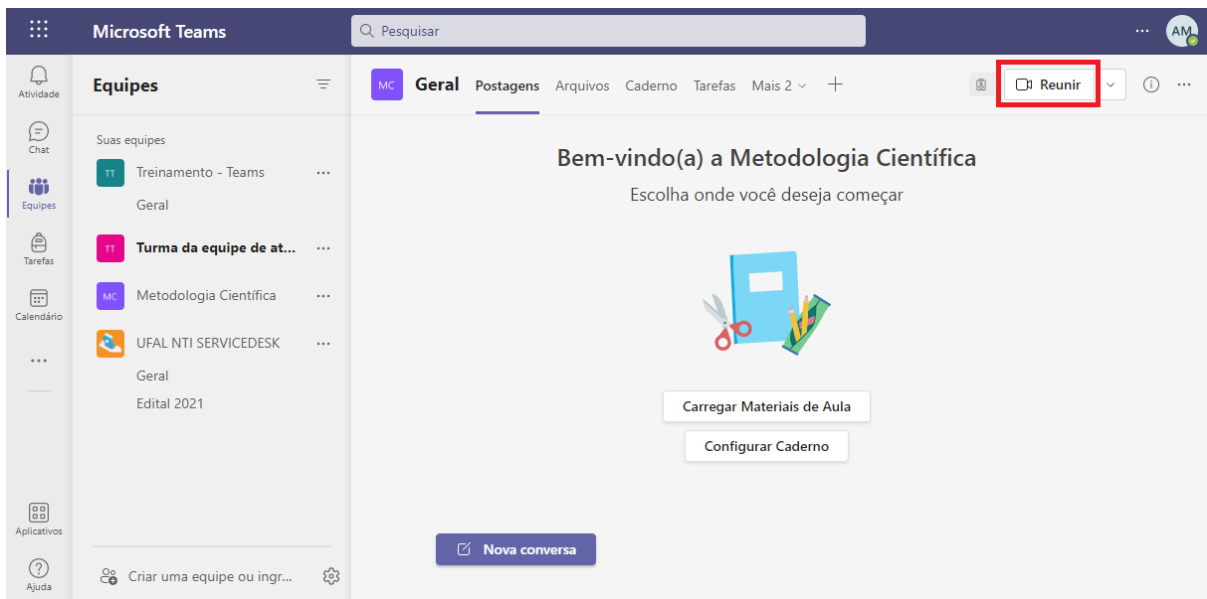 Microsoft Teams
Pesquisar
AM
Atividade
Chat
Equipes
Tarefas
Calendário
Aplicativos
Ajuda
Equipes
Suas equipes
TT Treinamento - Teams
Geral
TT Turma da equipe de at...
MC Metodologia Científica
UFAL NTI SERVICEDESK
Geral
Edital 2021
Criar uma equipe ou ingr...
MC Geral Postagens Arquivos Caderno Tarefas Mais 2 Reunir
Bem-vindo(a) a Metodologia Científica
Escolha onde você deseja começar
Carregar Materiais de Aula
Configurar Caderno
Nova conversa